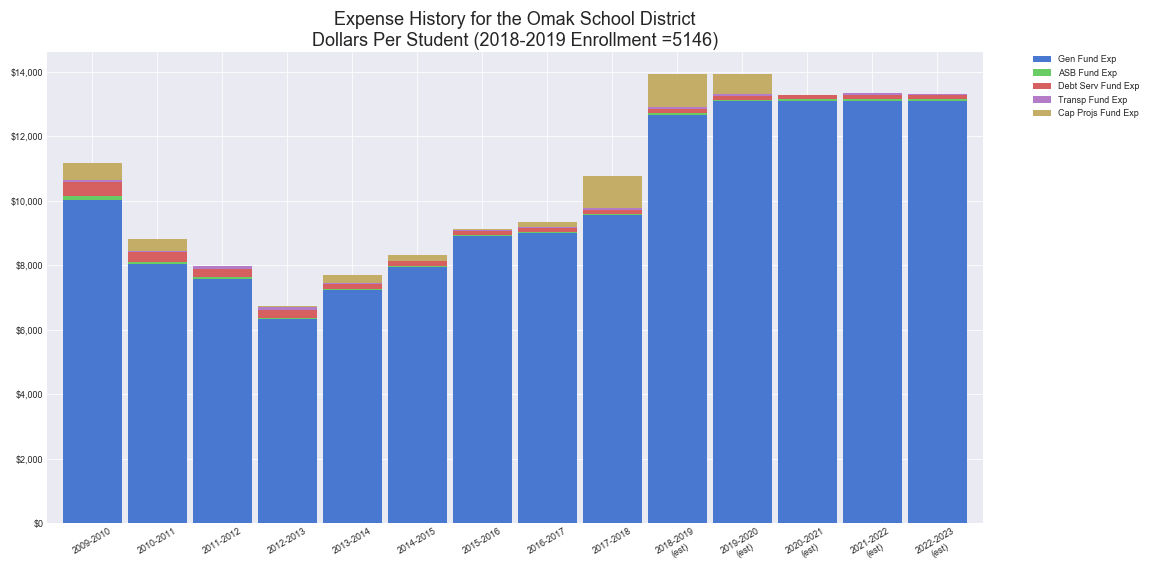 Expense History for the Omak School District
Dollars Per Student (2018-2019 Enrollment =5146)
Gen Fund Exp
ASB Fund Exp
Debt Serv Fund Exp
Transp Fund Exp
Cap Projs Fund Exp
$14,000
$12,000
$10,000
$8,000
$6,000
$4,000
$2,000
$0
2009-2010
2010-2011
2011-2012
2012-2013
2013-2014
2014-2015
2015-2016
2016-2017
2017-2018
2018-2019
(est)
2019-2020
(est)
2020-2021
(est)
2021-2022
(est)
2022-2023
(est)